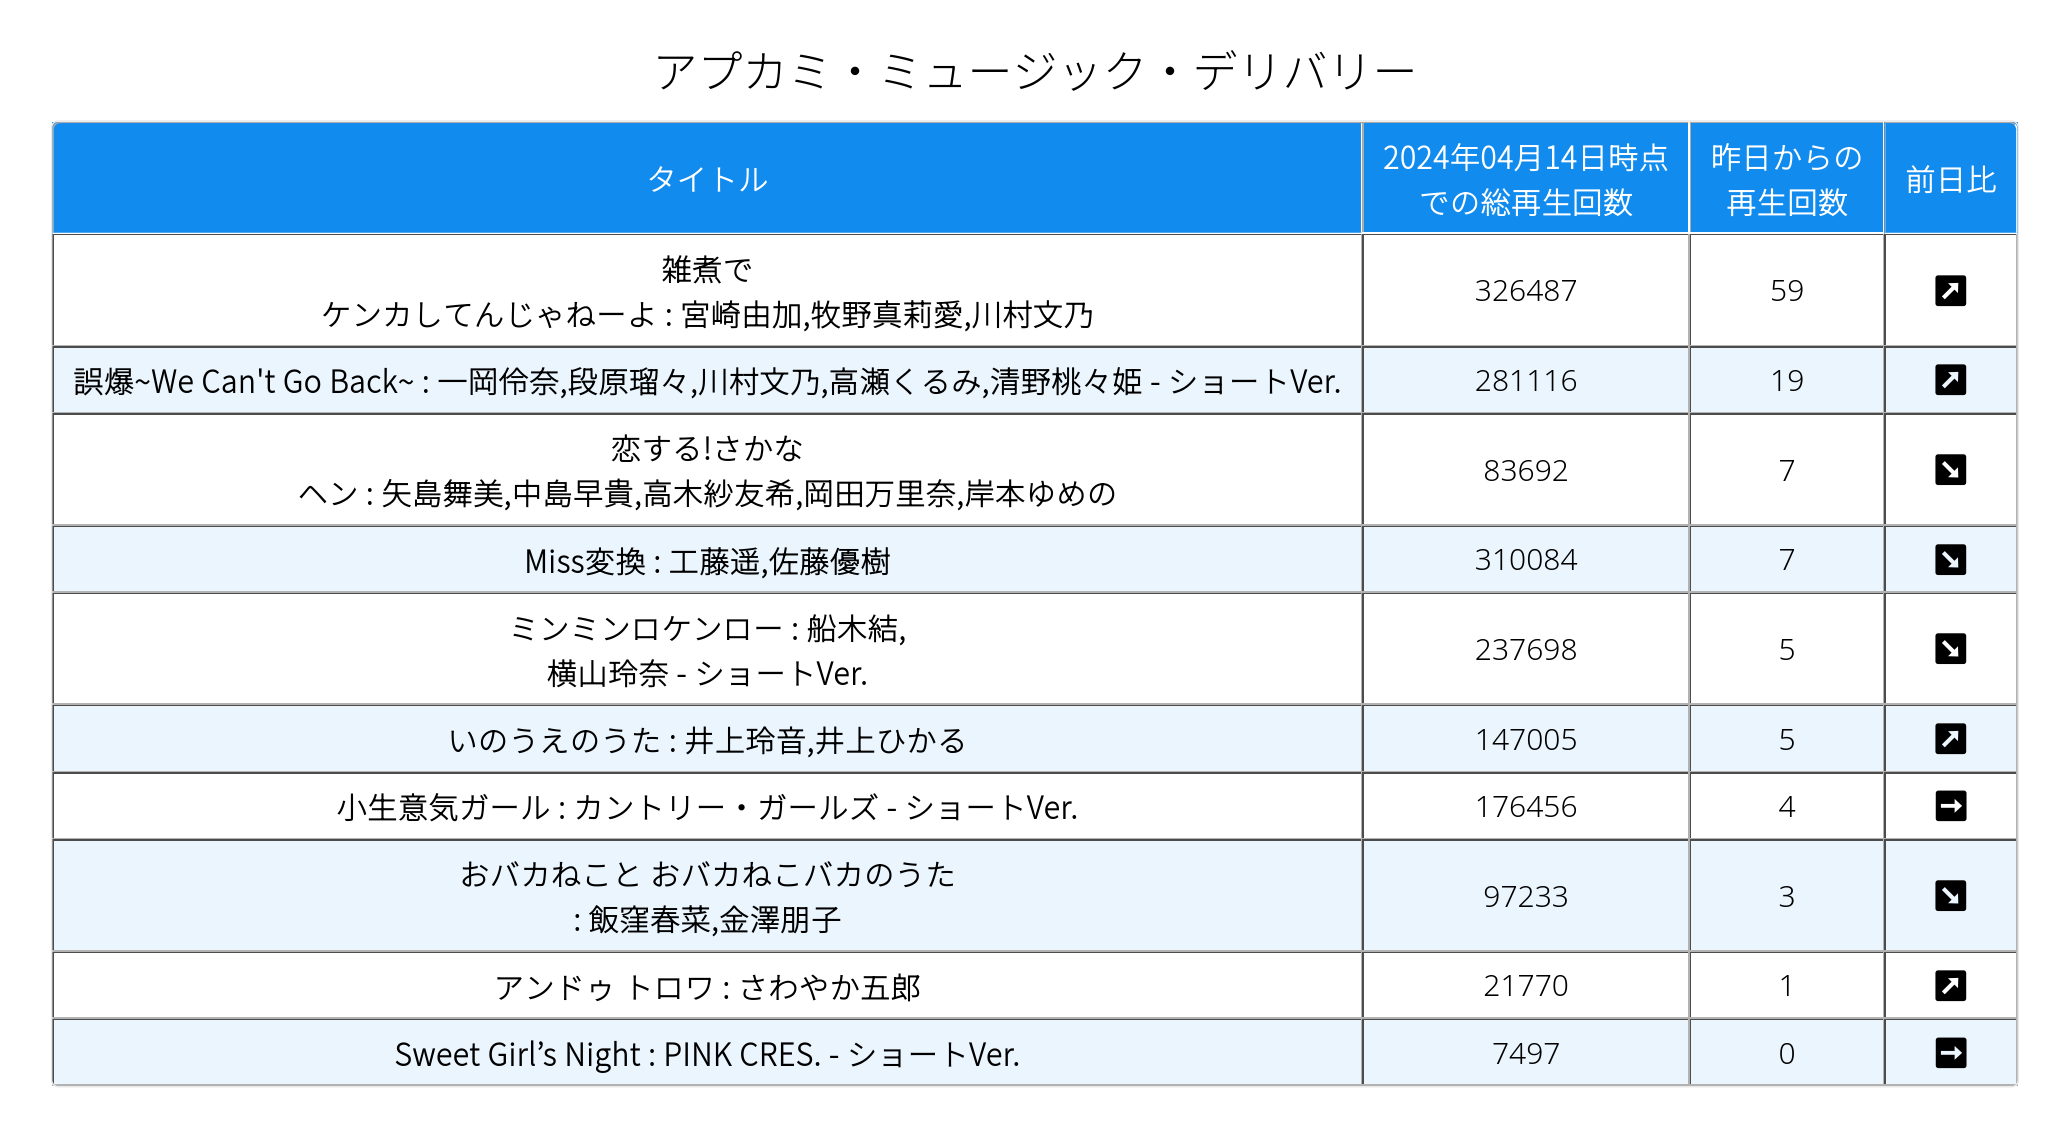 アプカミ・ミュージック・デリバリー
タイトル
2024年04月14日時点
での総再生回数
昨日からの
再生回数
前日比
雑煮で
ケンカしてんじゃねーよ : 宮崎由加,牧野真莉愛,川村文乃
326487
59
誤爆~We Can't Go Back~ : 一岡伶奈,段原瑠々,川村文乃,高瀬くるみ,清野桃々姫 - ショートVer.
281116
19
恋する!さかな
ヘン : 矢島舞美,中島早貴,高木紗友希,岡田万里奈,岸本ゆめの
83692
7
Miss変換 : 工藤遥,佐藤優樹
310084
7
ミンミンロケンロー : 船木結,
横山玲奈 - ショートVer.
237698
5
いのうえのうた : 井上玲音,井上ひかる
147005
5
小生意気ガール : カントリー・ガールズ - ショートVer.
176456
4
おバカねこと おバカねこバカのうた
: 飯窪春菜,金澤朋子
97233
3
アンドゥ トロワ : さわやか五郎
21770
1
Sweet Girl’s Night : PINK CRES. - ショートVer.
7497
0